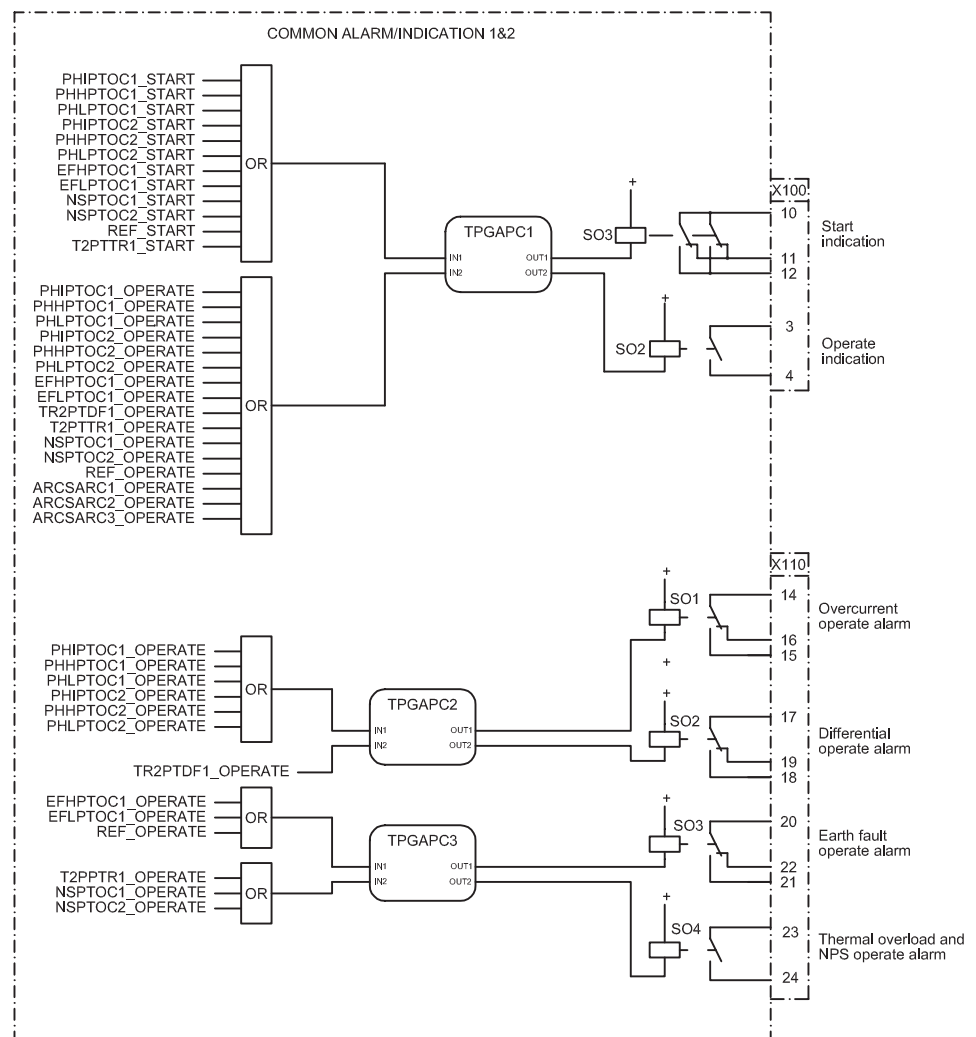 COMMON ALARM/INDICATION 1&2
PHIPTOC1_START
PHHPTOC1_START
PHLPTOC1_START
PHIPTOC2_START
PHHPTOC2_START
PHLPTOC2_START
EFHPTOC1_START
EFLPTOC1_START
NSPTOC1_START
NSPTOC2_START
REF_START
T2PTTR1_START
OR
PHIPTOC1_OPERATE
PHHPTOC1_OPERATE
PHLPTOC1_OPERATE
PHIPTOC2_OPERATE
PHHPTOC2_OPERATE
PHLPTOC2_OPERATE
EFHPTOC1_OPERATE
EFLPTOC1_OPERATE
TR2PTDF1_OPERATE
T2PTTR1_OPERATE
NSPTOC1_OPERATE
NSPTOC2_OPERATE
REF_OPERATE
ARCSARC1_OPERATE
ARCSARC2_OPERATE
ARCSARC3_OPERATE
OR
TPGAPC1
IN1 OUT1
IN2 OUT2
+
SO3
X100
10
11
12
Start
indication
+
SO2
3
4
Operate
indication
PHIPTOC1_OPERATE
PHHPTOC1_OPERATE
PHLPTOC1_OPERATE
PHIPTOC2_OPERATE
PHHPTOC2_OPERATE
PHLPTOC2_OPERATE
OR
TR2PTDF1_OPERATE
TPGAPC2
IN1 OUT1
IN2 OUT2
+
SO1
X110
14
16
15
Overcurrent
operate alarm
+
+
SO2
17
19
18
Differential
operate alarm
EFHPTOC1_OPERATE
EFLPTOC1_OPERATE
REF_OPERATE
OR
T2PPTR1_OPERATE
NSPTOC1_OPERATE
NSPTOC2_OPERATE
OR
TPGAPC3
IN1 OUT1
IN2 OUT2
+
SO3
20
22
21
Earth fault
operate alarm
+
SO4
23
24
Thermal overload and
NPS operate alarm